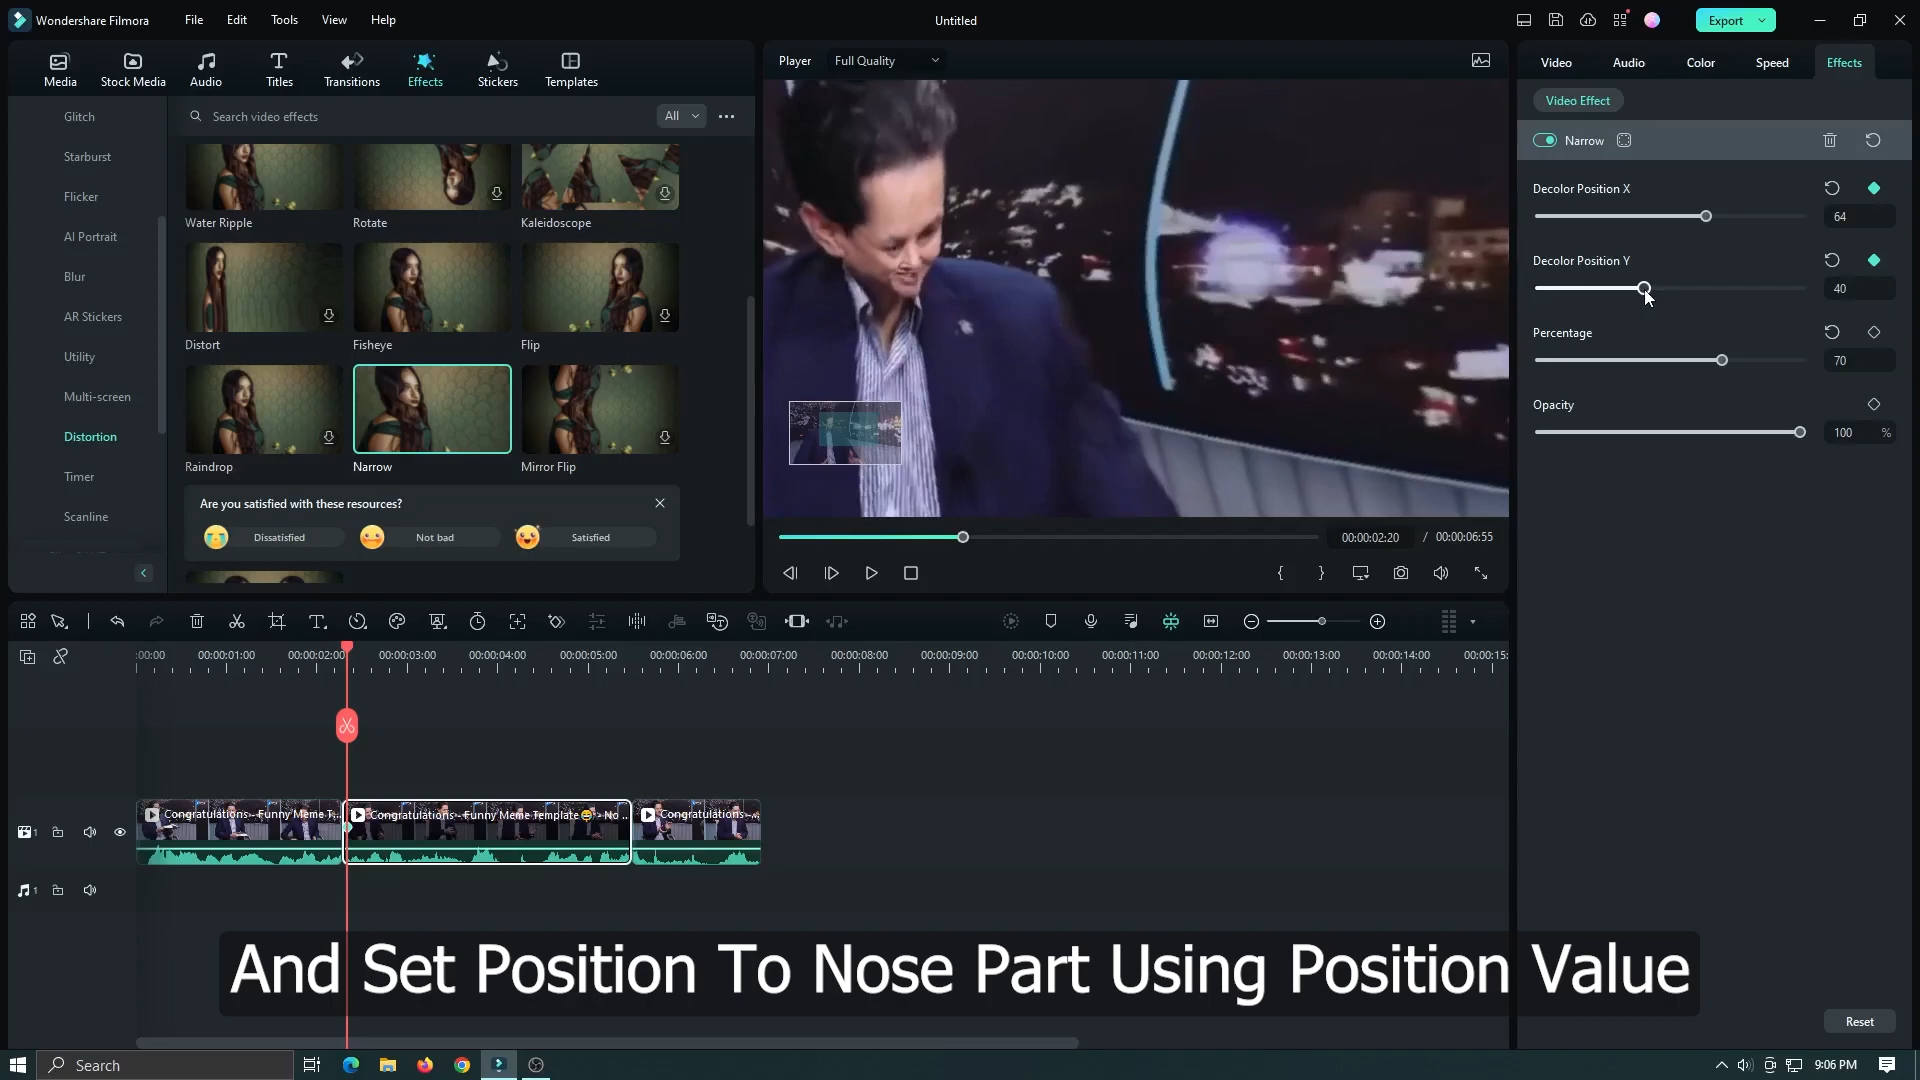 Wondershare Filmora
File
Edit
Tools
View
Help
Untitled
Export
Media
Stock Media
Audio
Titles
Transitions
Effects
Stickers
Templates
Player
Full Quality
Video
Audio
Color
Speed
Effects
Glitch
Starburst
Flicker
AI Portrait
Blur
AR Stickers
Utility
Multi-screen
Distortion
Timer
Scanline
Search video effects
All
Water Ripple
Rotate
Kaleidoscope
Distort
Fisheye
Flip
Raindrop
Narrow
Mirror Flip
Are you satisfied with these resources?
Dissatisfied
Not bad
Satisfied
Video Effect
Narrow
Decolor Position X
64
Decolor Position Y
40
Percentage
70
Opacity
100 %
00:00:02:20 / 00:00:06:55
:00:00 00:00:01:00 00:00:02:00 00:00:03:00 00:00:04:00 00:00:05:00 00:00:06:00 00:00:07:00 00:00:08:00 00:00:09:00 00:00:10:00 00:00:11:00 00:00:12:00 00:00:13:00 00:00:14:00 00:00:15:
Congratulations - Funny Meme T...
Congratulations - Funny Meme Template😂 - No ...
Congratulations -
1
1
And Set Position To Nose Part Using Position Value
Reset
Search
9:06 PM